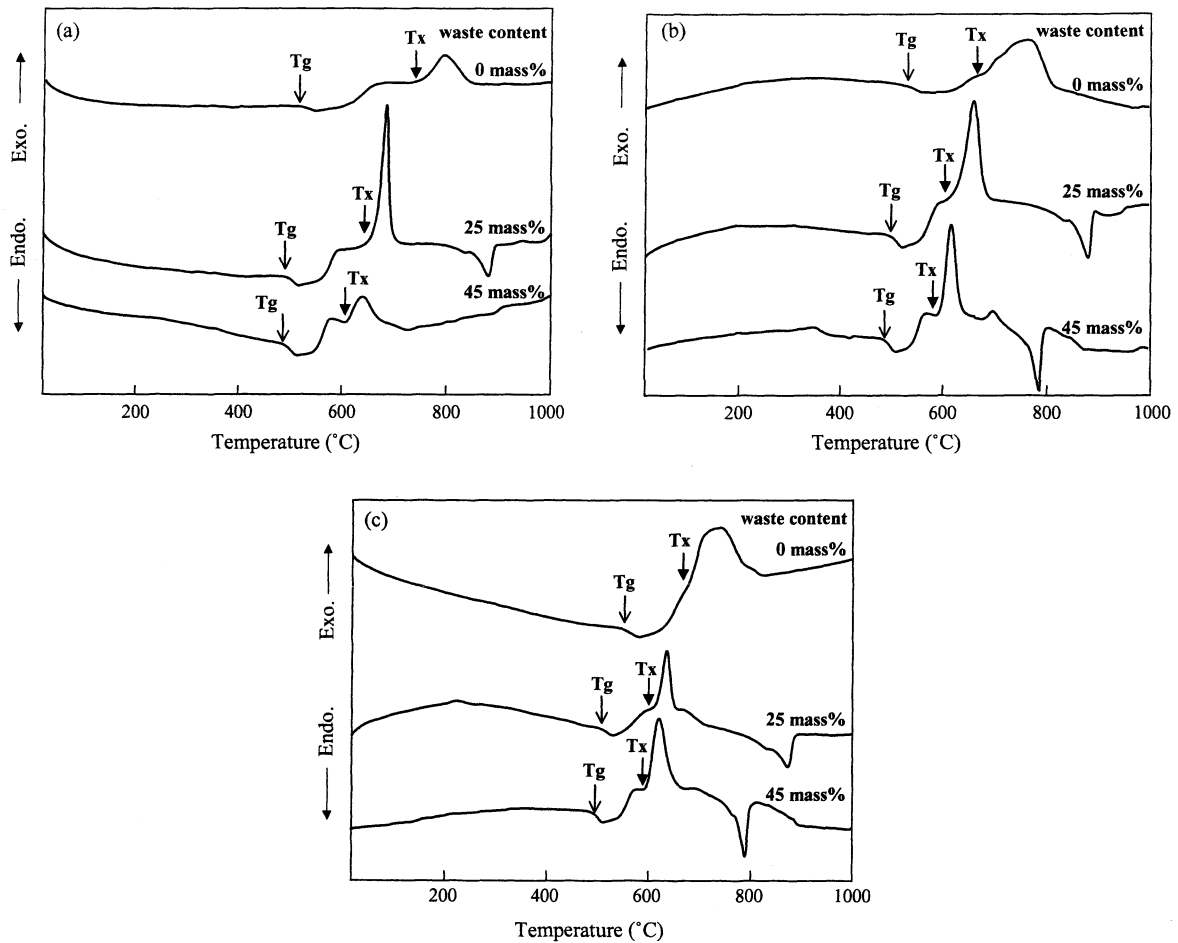 (a)
waste content
Tx
0 mass%
Tg
Exo.
Tx
Tg
25 mass%
Endo.
Tx
Tg
45 mass%
200 400 600 800 1000
Temperature (°C)
(b)
waste content
Tx
Tg
0 mass%
Exo.
Tx
Tg
25 mass%
Endo.
Tx
Tg
45 mass%
200 400 600 800 1000
Temperature (°C)
(c)
waste content
Tx
0 mass%
Tg
Exo.
Tx
Tg
25 mass%
Endo.
Tx
Tg
45 mass%
200 400 600 800 1000
Temperature (°C)